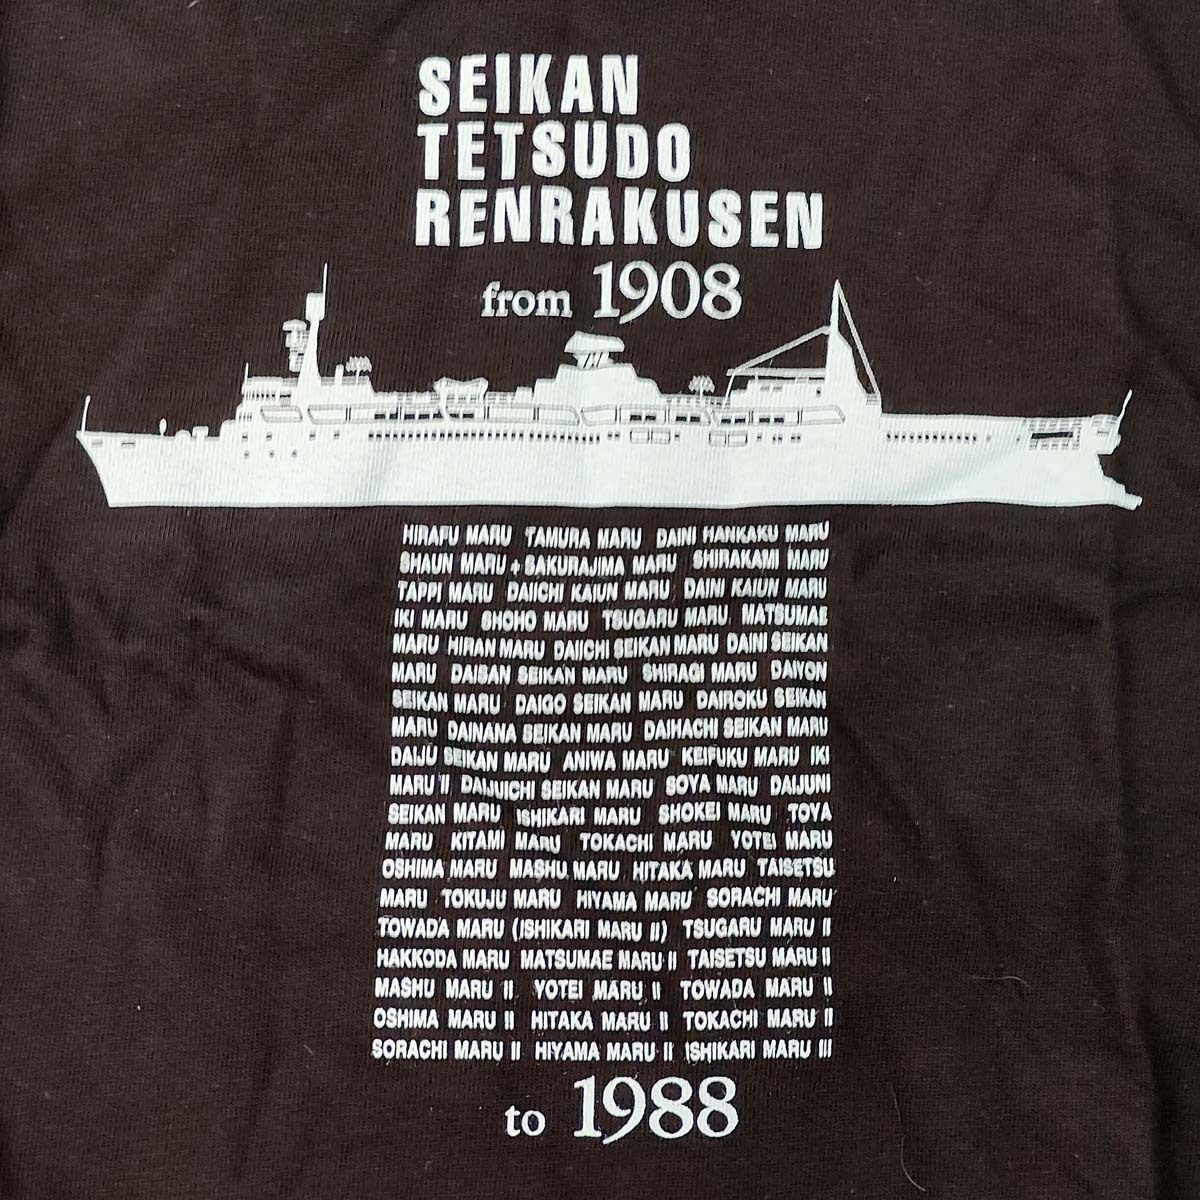 SEIKAN
TETSUDO
RENRAKUSEN
from 1908
HIRAFU MARU TAMURA MARU DAINI HANKAKU MARU
SHAUN MARU + SAKURAJIMA MARU SHIRAKAMI MARU
TAPPI MARU DAIICHI KAIUN MARU DAINI KAIUN MARU
IKI MARU SHOHO MARU TSUGARU MARU MATSUMAE
MARU HIRAN MARU DAIICHI SEIKAN MARU DAINI SEIKAN
MARU DAISAN SEIKAN MARU SHIRAGI MARU DAIYON
SEIKAN MARU DAIGO SEIKAN MARU DAIROKU SEIKAN
MARU DAINANA SEIKAN MARU DAIHACHI SEIKAN MARU
DAIJU SEIKAN MARU ANIWA MARU KEIFUKU MARU IKI
MARU II DAIJUICHI SEIKAN MARU SOYA MARU DAIJUNI
SEIKAN MARU ISHIKARI MARU SHOKEI MARU TOYA
MARU KITAMI MARU TOKACHI MARU YOTEI MARU
OSHIMA MARU MASHU MARU HITAKA MARU TAISETSU
MARU TOKUJU MARU HIYAMA MARU SORACHI MARU
TOWADA MARU (ISHIKARI MARU II) TSUGARU MARU II
HAKKODA MARU MATSUMAE MARU II TAISETSU MARU II
MASHU MARU II YOTEI MARU II TOWADA MARU II
OSHIMA MARU II HITAKA MARU II TOKACHI MARU II
SORACHI MARU II HIYAMA MARU II ISHIKARI MARU III
to 1988